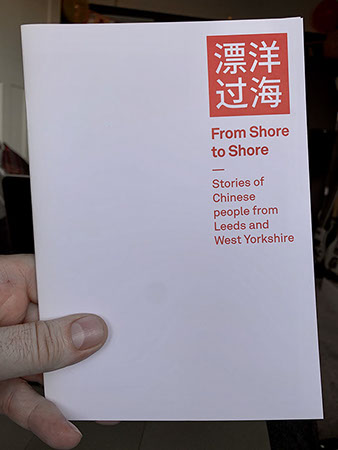 漂洋
过海
From Shore
to Shore
Stories of
Chinese
people from
Leeds and
West Yorkshire